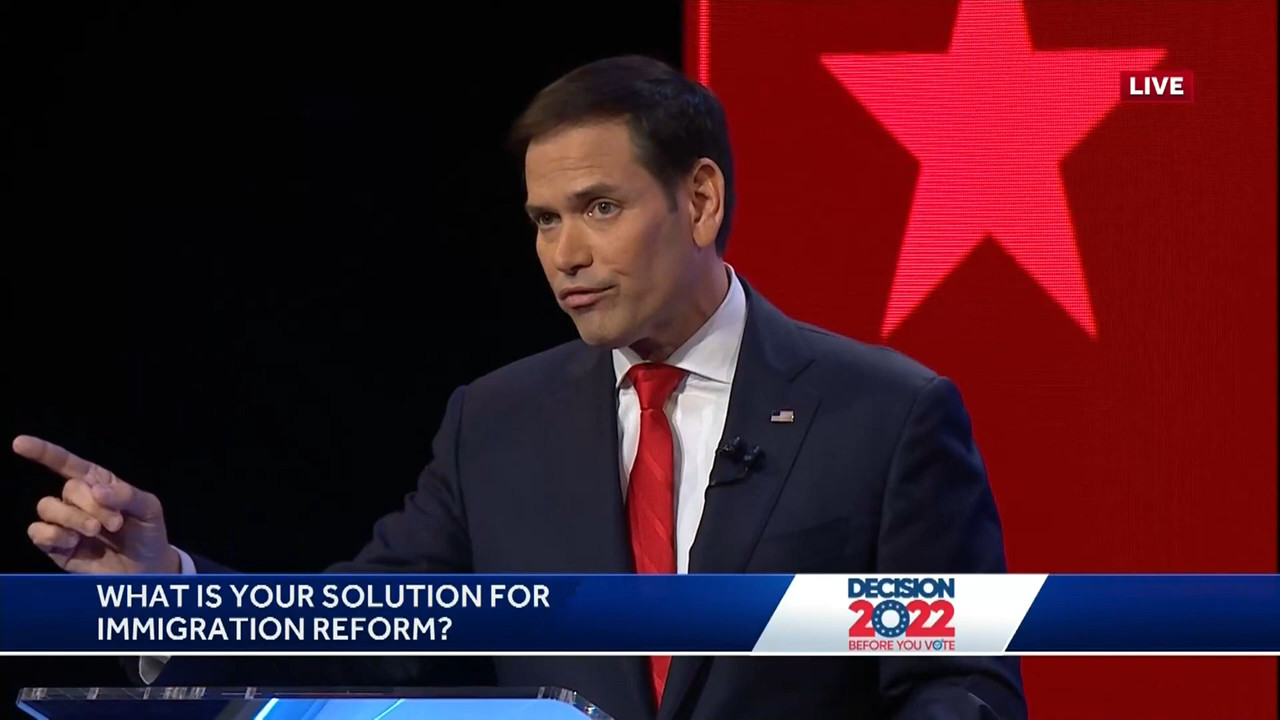 LIVE
WHAT IS YOUR SOLUTION FOR
IMMIGRATION REFORM?
DECISION
2022
BEFORE YOU VOTE